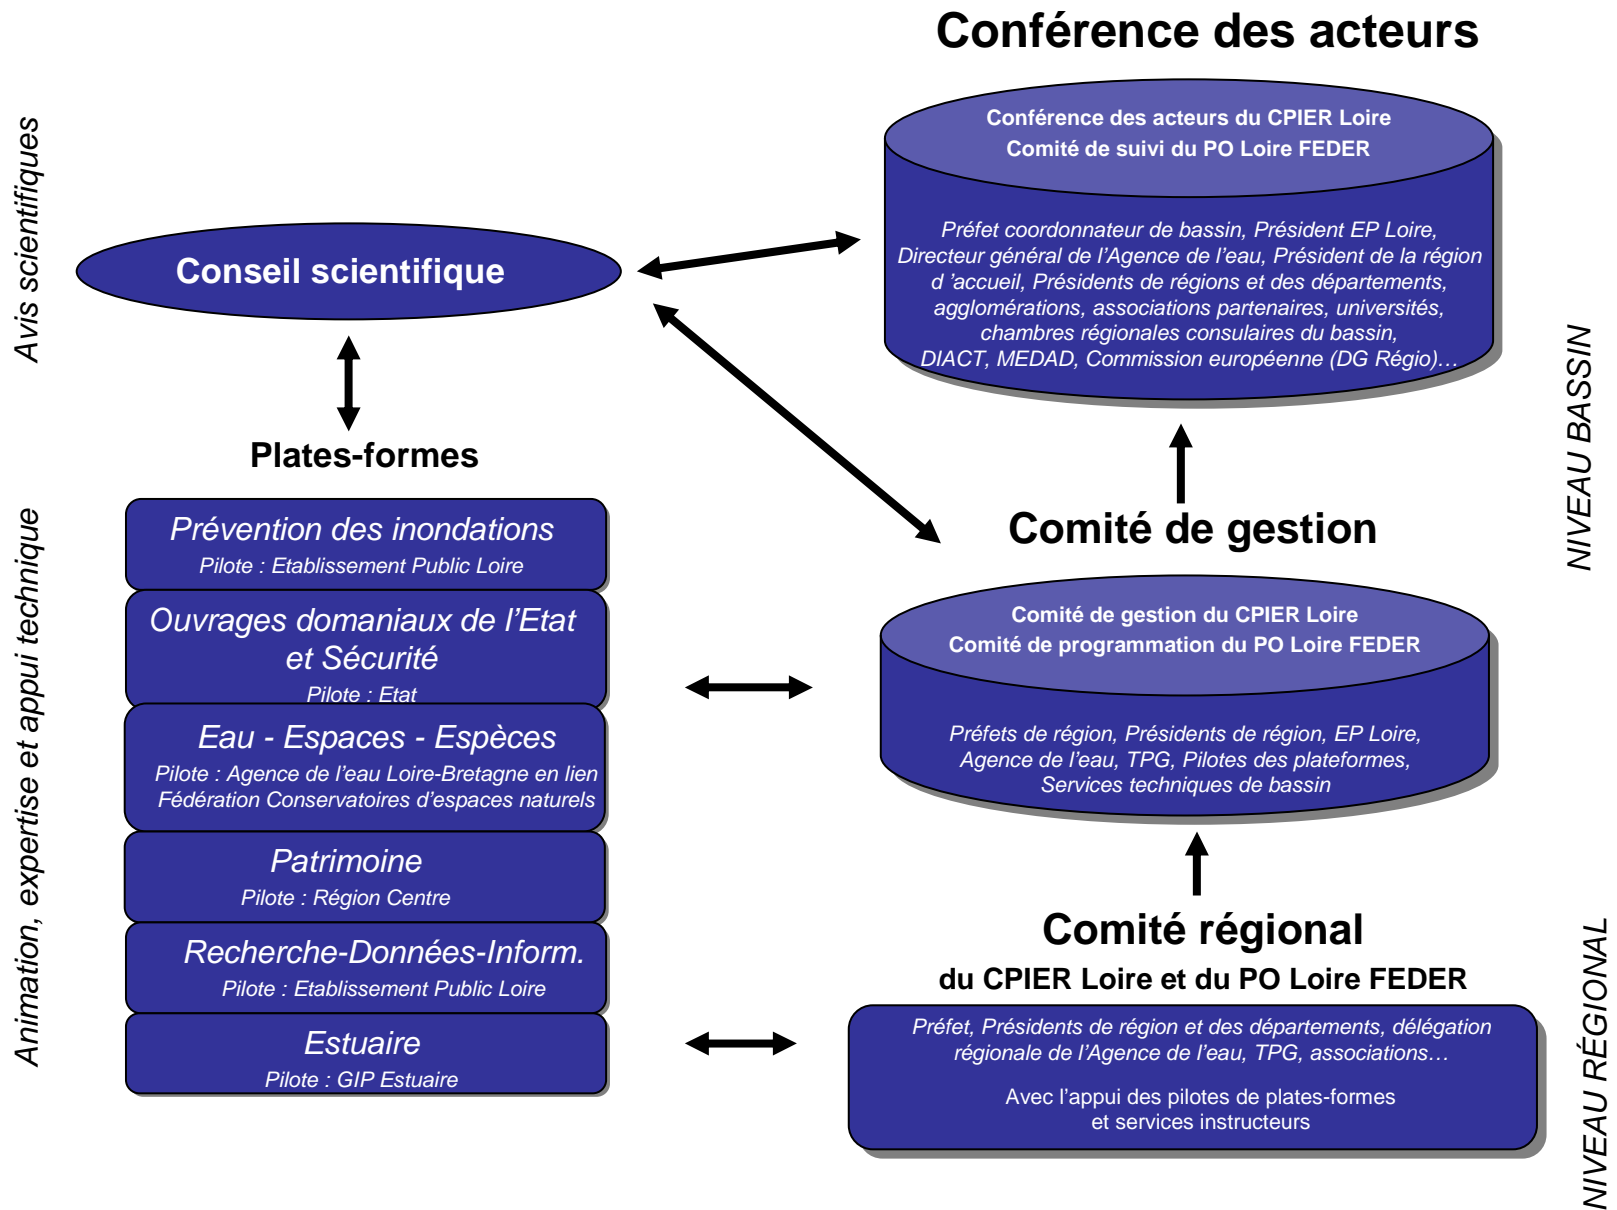 Conférence des acteurs
Conférence des acteurs du CPIER Loire
Comité de suivi du PO Loire FEDER
Préfet coordonnateur de bassin, Président EP Loire,
Directeur général de l’Agence de l’eau, Président de la région
d ’accueil, Présidents de régions et des départements,
agglomérations, associations partenaires, universités,
chambres régionales consulaires du bassin,
DIACT, MEDAD, Commission européenne (DG Régio)…
Avis scientifiques
Conseil scientifique
NIVEAU BASSIN
Plates-formes
Animation, expertise et appui technique
Prévention des inondations
Pilote : Etablissement Public Loire
Ouvrages domaniaux de l’Etat
et Sécurité
Pilote : Etat
Eau - Espaces - Espèces
Pilote : Agence de l’eau Loire-Bretagne en lien
Fédération Conservatoires d’espaces naturels
Patrimoine
Pilote : Région Centre
Recherche-Données-Inform.
Pilote : Etablissement Public Loire
Estuaire
Pilote : GIP Estuaire
Comité de gestion
Comité de gestion du CPIER Loire
Comité de programmation du PO Loire FEDER
Préfets de région, Présidents de région, EP Loire,
Agence de l’eau, TPG, Pilotes des plateformes,
Services techniques de bassin
Comité régional
du CPIER Loire et du PO Loire FEDER
Préfet, Présidents de région et des départements, délégation
régionale de l’Agence de l’eau, TPG, associations…
Avec l’appui des pilotes de plates-formes
et services instructeurs
NIVEAU RÉGIONAL